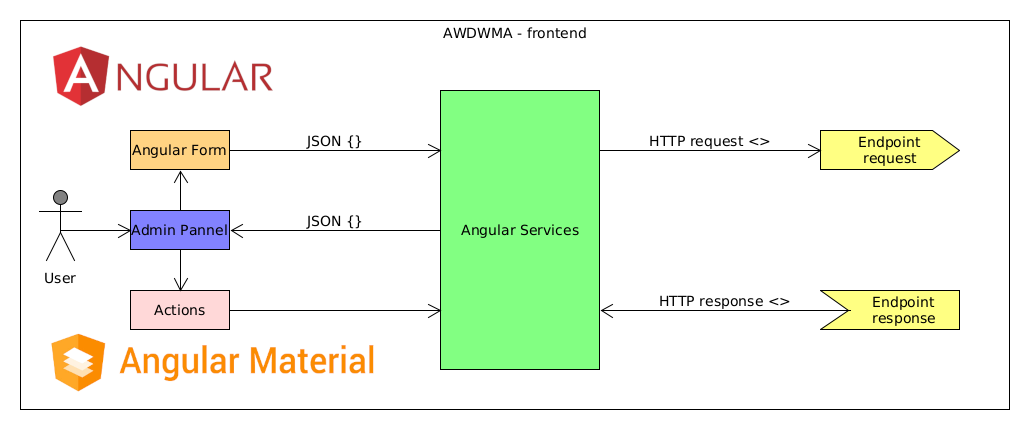 AWDWMA - frontend
ANGULAR
Angular Form
JSON {}
HTTP request <>
Endpoint
request
Admin Pannel
JSON {}
Angular Services
User
Actions
HTTP response <>
Endpoint
response
Angular Material